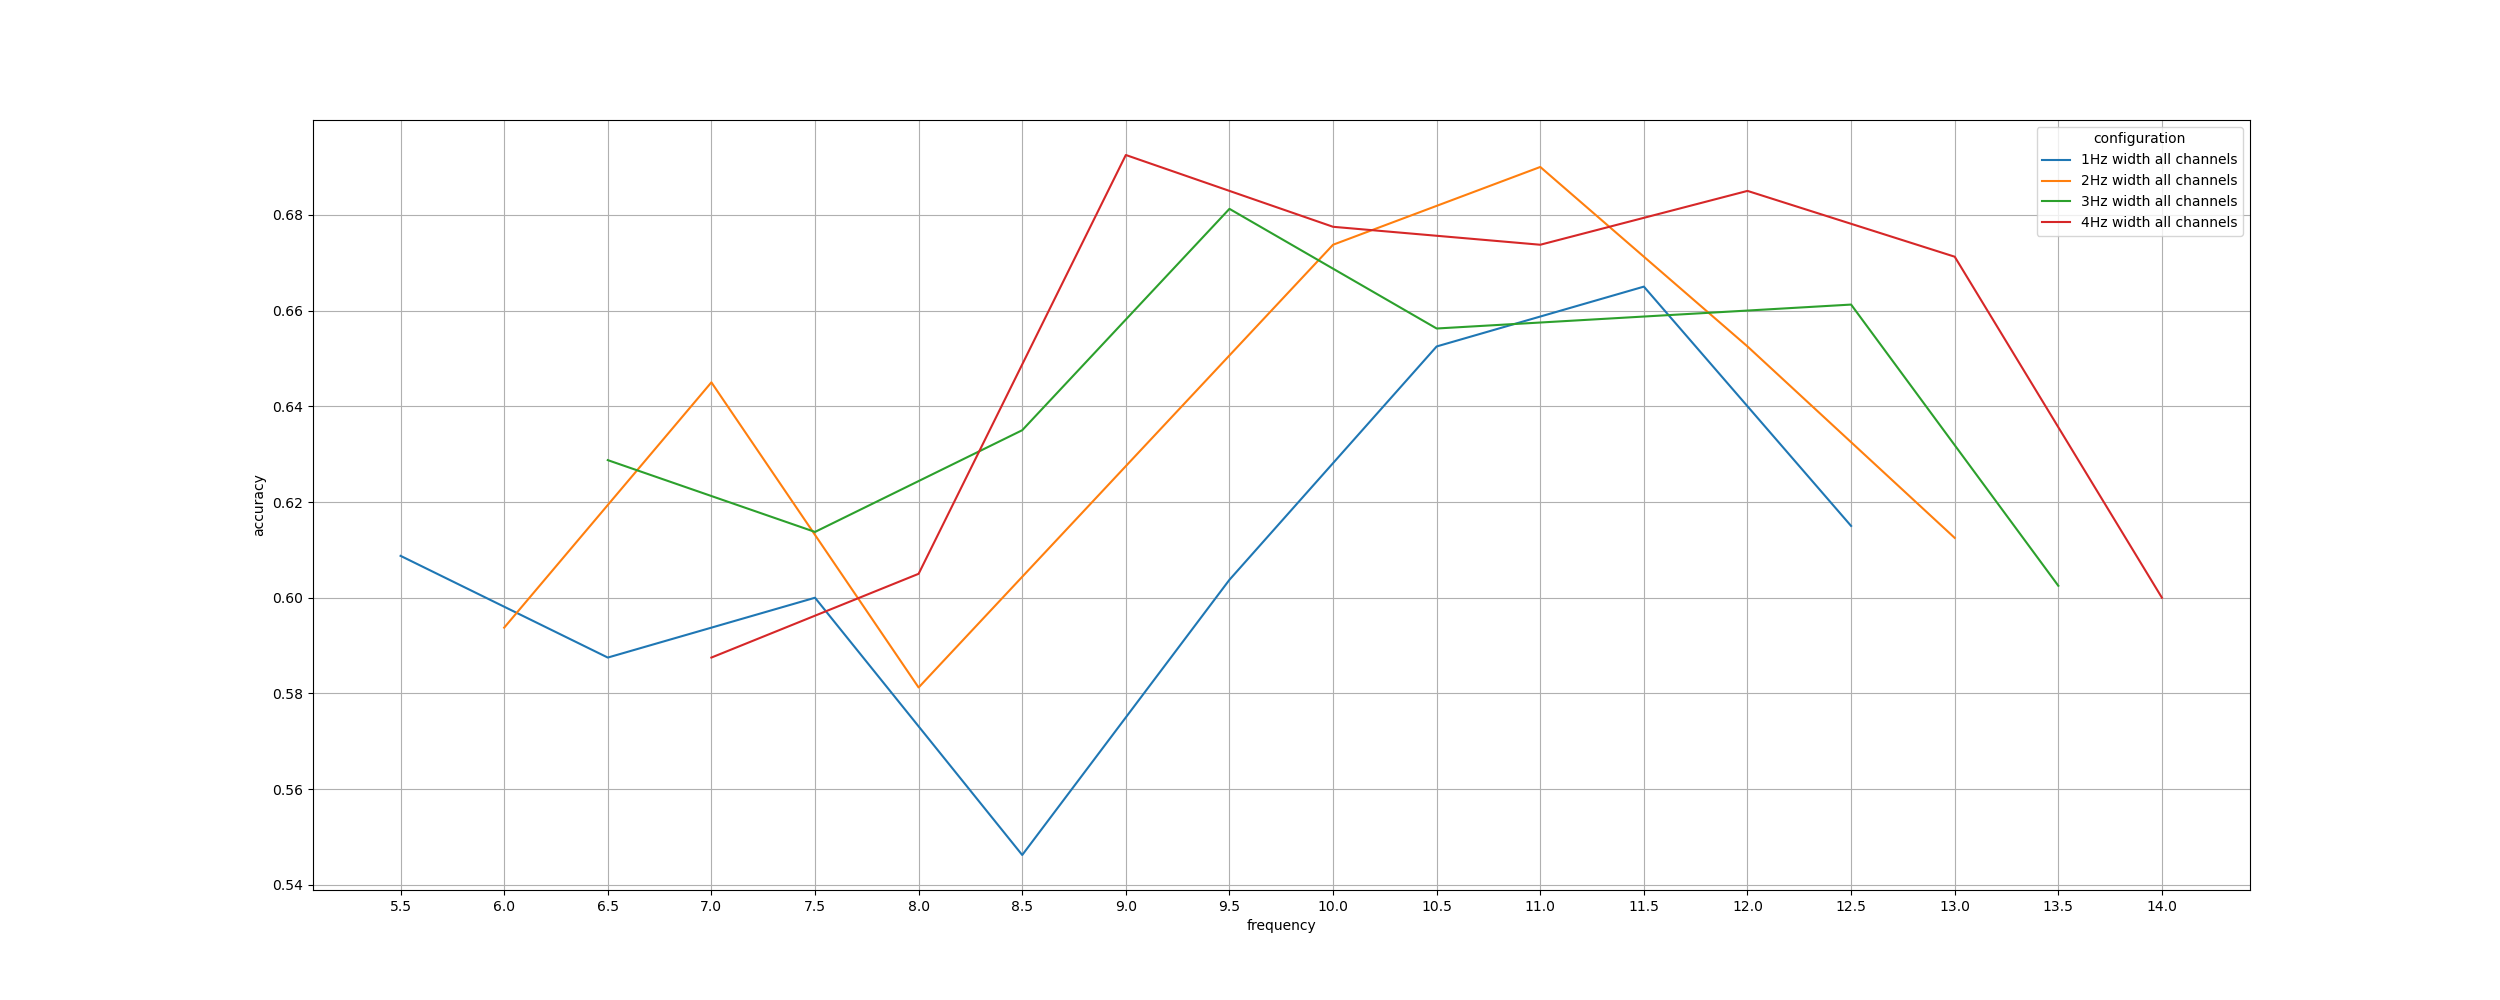 configuration
1Hz width all channels
2Hz width all channels
3Hz width all channels
4Hz width all channels
accuracy
0.68
0.66
0.64
0.62
0.60
0.58
0.56
0.54
5.5 6.0 6.5 7.0 7.5 8.0 8.5 9.0 9.5 10.0 10.5 11.0 11.5 12.0 12.5 13.0 13.5 14.0
frequency